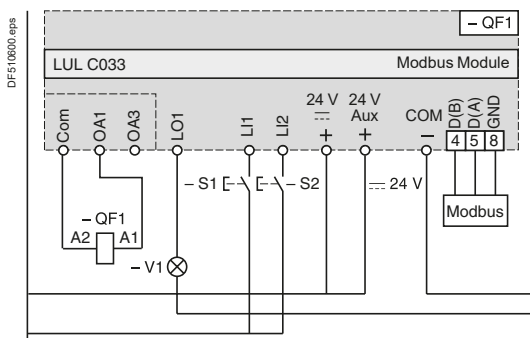 DF510600.eps
– QF1
LUL C033 Modbus Module
Com OA1 OA3 LO1 LI1 LI2 24 V + 24 V Aux + COM – D(B) D(A) GND
4 5 8
– S1 – S2 24 V
Modbus
– QF1
A2 A1
– V1